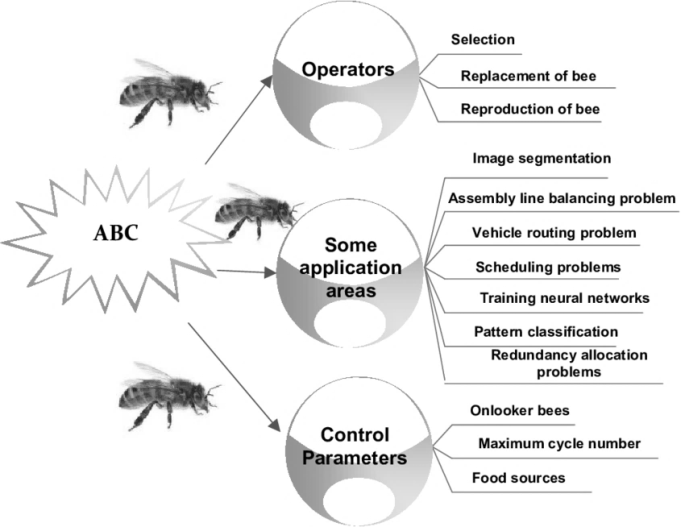 ABC
Operators
Selection
Replacement of bee
Reproduction of bee
Some
application
areas
Image segmentation
Assembly line balancing problem
Vehicle routing problem
Scheduling problems
Training neural networks
Pattern classification
Redundancy allocation
problems
Control
Parameters
Onlooker bees
Maximum cycle number
Food sources